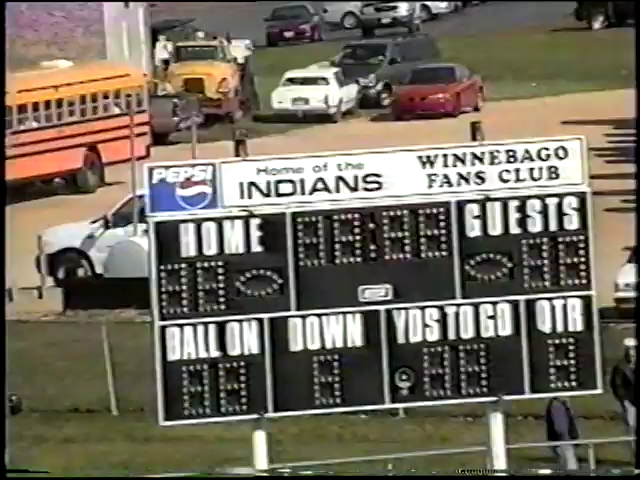 PEPSI
Home of the
INDIANS
WINNEBAGO
FANS CLUB
HOME
GUESTS
BALL ON
DOWN
YDS TO GO
QTR